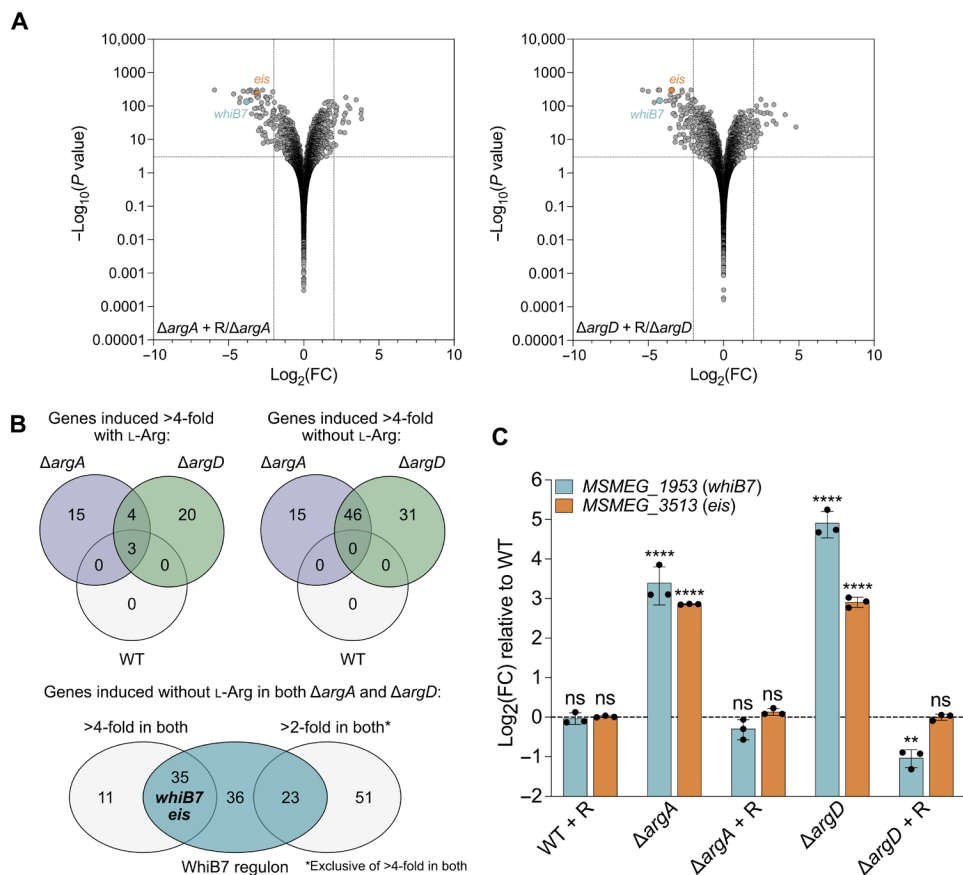 A
10,000
1000
100
10
1
0.1
0.01
0.001
0.0001
0.00001
−Log10(P value)
eis
whiB7
ΔargA + R/ΔargA
−10
−5
0
5
10
Log2(FC)
10,000
1000
100
10
1
0.1
0.01
0.001
0.0001
0.00001
−Log10(P value)
eis
whiB7
ΔargD + R/ΔargD
−10
−5
0
5
10
Log2(FC)
B
Genes induced >4-fold
with L-Arg:
ΔargA
ΔargD
15
4
20
3
0
0
0
WT
Genes induced >4-fold
without L-Arg:
ΔargA
ΔargD
15
46
31
0
0
0
0
WT
Genes induced without L-Arg in both ΔargA and ΔargD:
>4-fold in both
>2-fold in both*
11
35
whiB7
eis
36
23
51
WhiB7 regulon
*Exclusive of >4-fold in both
C
MSMEG_1953 (whiB7)
MSMEG_3513 (eis)
Log2(FC) relative to WT
6
5
4
3
2
1
0
−1
−2
ns
ns
****
****
ns
ns
****
****
**
ns
WT + R
ΔargA
ΔargA + R
ΔargD
ΔargD + R